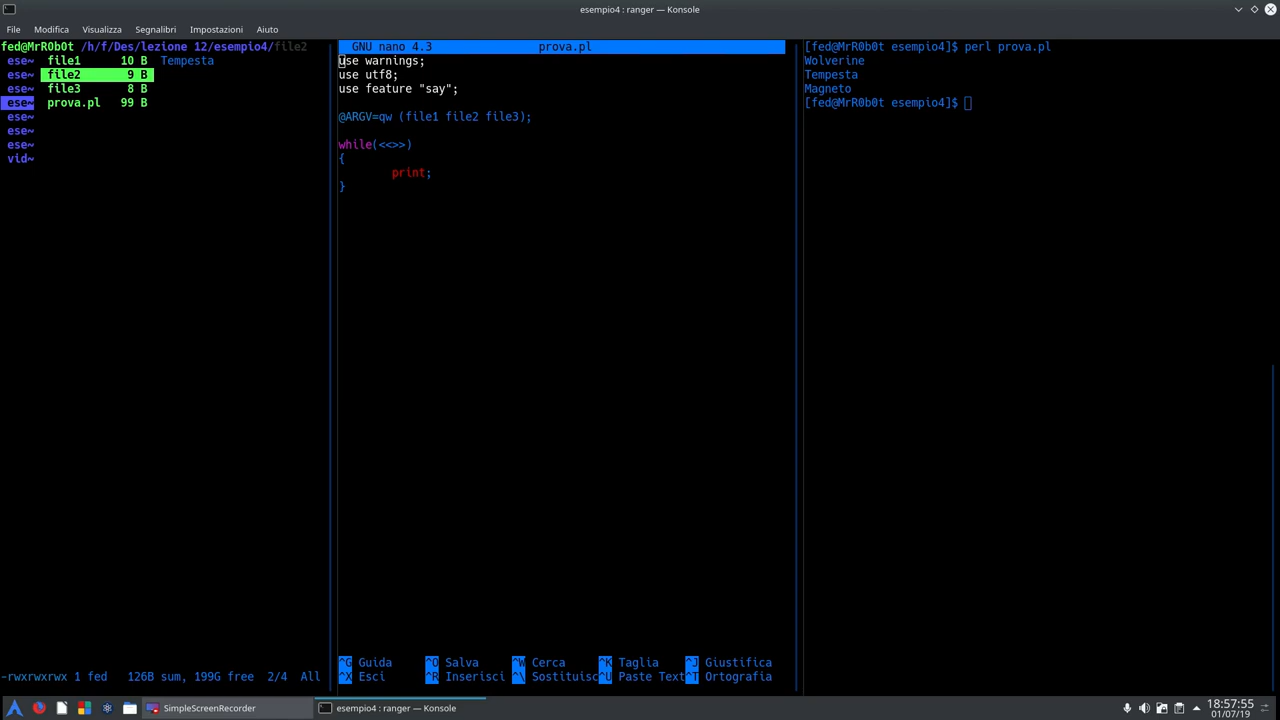 esempio4 : ranger — Konsole
File Modifica Visualizza Segnalibri Impostazioni Aiuto
fed@MrR0b0t /h/f/Des/lezione 12/esempio4/file2
ese~ file1 10 B Tempesta
ese~ file2 9 B
ese~ file3 8 B
ese~ prova.pl 99 B
ese~
ese~
ese~
vid~
-rwxrwxrwx 1 fed 126B sum, 199G free 2/4 All
GNU nano 4.3 prova.pl
use warnings;
use utf8;
use feature "say";
@ARGV=qw (file1 file2 file3);
while(<<>>)
{
print;
}
^G Guida ^O Salva ^W Cerca ^K Taglia ^J Giustifica
^X Esci ^R Inserisci ^\ Sostituisc ^U Paste Text ^T Ortografia
[fed@MrR0b0t esempio4]$ perl prova.pl
Wolverine
Tempesta
Magneto
[fed@MrR0b0t esempio4]$
SimpleScreenRecorder
esempio4 : ranger — Konsole
18:57:55
01/07/19